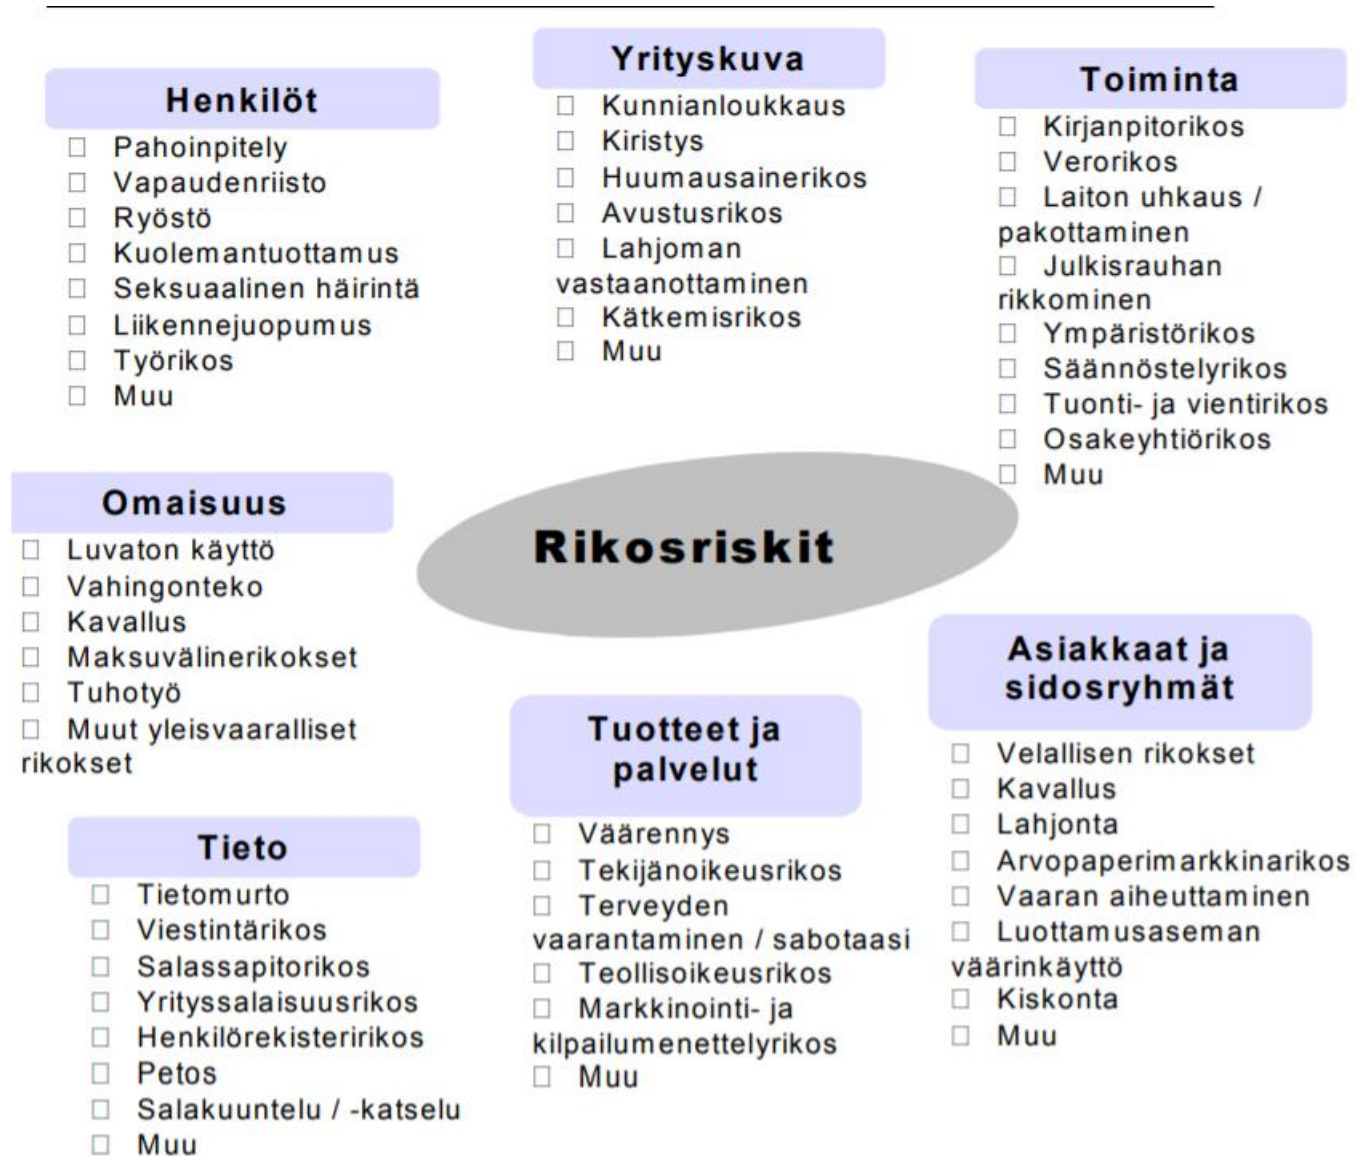 Henkilöt
☐ Pahoinpitely
☐ Vapaudenriisto
☐ Ryöstö
☐ Kuolemantuottamus
☐ Seksuaalinen häirintä
☐ Liikennejuopumus
☐ Työrikos
☐ Muu
Yrityskuva
☐ Kunnianloukkaus
☐ Kiristys
☐ Huumausainerikos
☐ Avustusrikos
☐ Lahjoman
vastaanottaminen
☐ Kätkemisrikos
☐ Muu
Toiminta
☐ Kirjanpitorikos
☐ Verorikos
☐ Laiton uhkaus /
pakottaminen
☐ Julkisrauhan
rikkominen
☐ Ympäristörikos
☐ Säännöstelyrikos
☐ Tuonti- ja vientirikos
☐ Osakeyhtiörikos
☐ Muu
Omaisuus
☐ Luvaton käyttö
☐ Vahingonteko
☐ Kavallus
☐ Maksuvälinerikokset
☐ Tuhotyö
☐ Muut yleisvaaralliset
rikokset
Rikosriskit
Asiakkaat ja
sidosryhmät
☐ Velallisen rikokset
☐ Kavallus
☐ Lahjonta
☐ Arvopaperimarkkinarikos
☐ Vaaran aiheuttaminen
☐ Luottamusaseman
väärinkäyttö
☐ Kiskonta
☐ Muu
Tuotteet ja
palvelut
☐ Väärennys
☐ Tekijänoikeusrikos
☐ Terveyden
vaarantaminen / sabotaasi
☐ Teollisoikeusrikos
☐ Markkinointi- ja
kilpailumenettelyrikos
☐ Muu
Tieto
☐ Tietomurto
☐ Viestintärikos
☐ Salassapitorikos
☐ Yrityssalaisuusrikos
☐ Henkilörekisteririkos
☐ Petos
☐ Salakuuntelu / -katselu
☐ Muu